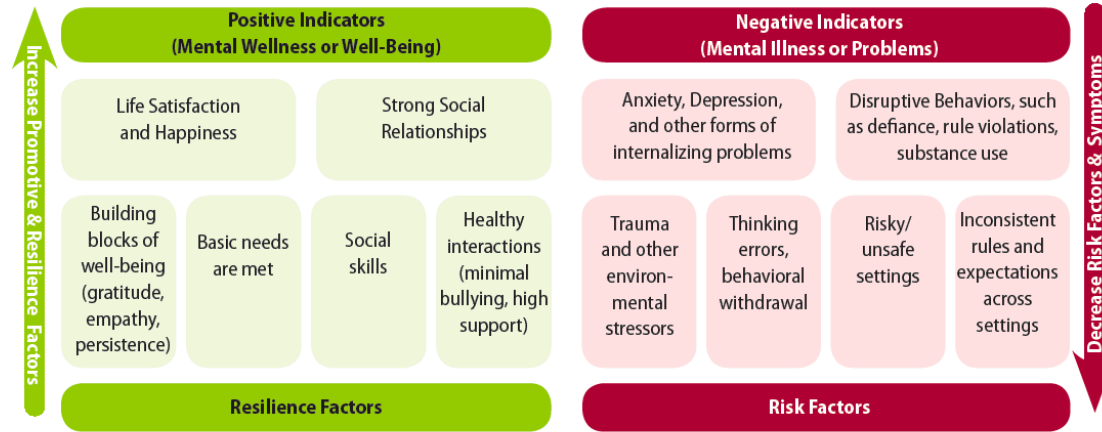 Increase Promotive & Resilience Factors
Positive Indicators
(Mental Wellness or Well-Being)
Life Satisfaction
and Happiness
Strong Social
Relationships
Building
blocks of
well-being
(gratitude,
empathy,
persistence)
Basic needs
are met
Social
skills
Healthy
interactions
(minimal
bullying, high
support)
Resilience Factors
Negative Indicators
(Mental Illness or Problems)
Anxiety, Depression,
and other forms of
internalizing problems
Disruptive Behaviors, such
as defiance, rule violations,
substance use
Trauma
and other
environ-
mental
stressors
Thinking
errors,
behavioral
withdrawal
Risky/
unsafe
settings
Inconsistent
rules and
expectations
across
settings
Risk Factors
Decrease Risk Factors & Symptoms